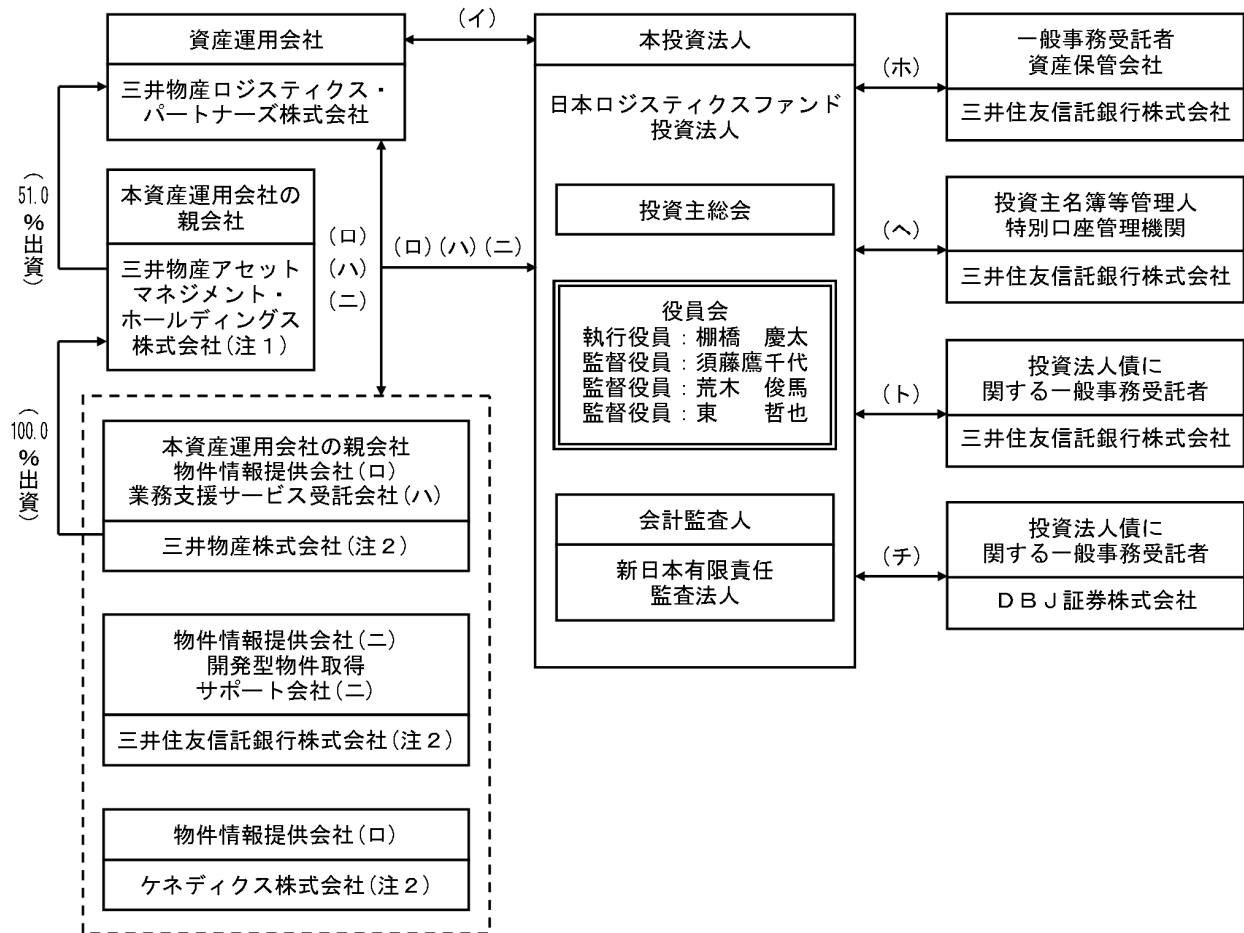 資産運用会社
三井物産ロジスティクス・
パートナーズ株式会社
(イ)
(51.0%出資)
本資産運用会社の
親会社
三井物産アセット
マネジメント・
ホールディングス
株式会社(注1)
(100.0%出資)
(ロ)
(ハ)
(ニ)
(ロ)(ハ)(ニ)
本資産運用会社の親会社
物件情報提供会社(ロ)
業務支援サービス受託会社(ハ)
三井物産株式会社(注2)
物件情報提供会社(ニ)
開発型物件取得
サポート会社(ニ)
三井住友信託銀行株式会社(注2)
物件情報提供会社(ロ)
ケネディクス株式会社(注2)
本投資法人
日本ロジスティクスファンド
投資法人
投資主総会
役員会
執行役員:棚橋 慶太
監督役員:須藤鷹千代
監督役員:荒木 俊馬
監督役員:東 哲也
会計監査人
新日本有限責任
監査法人
(ホ)
一般事務受託者
資産保管会社
三井住友信託銀行株式会社
(ヘ)
投資主名簿等管理人
特別口座管理機関
三井住友信託銀行株式会社
(ト)
投資法人債に
関する一般事務受託者
三井住友信託銀行株式会社
(チ)
投資法人債に
関する一般事務受託者
DBJ証券株式会社